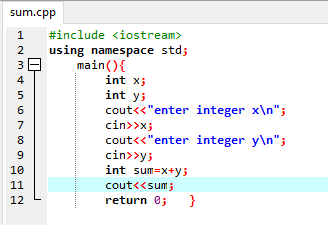 sum.cpp
1 #include <iostream>
2 using namespace std;
3 main(){
4 int x;
5 int y;
6 cout<<"enter integer x\n";
7 cin>>x;
8 cout<<"enter integer y\n";
9 cin>>y;
10 int sum=x+y;
11 cout<<sum;
12 return 0; }